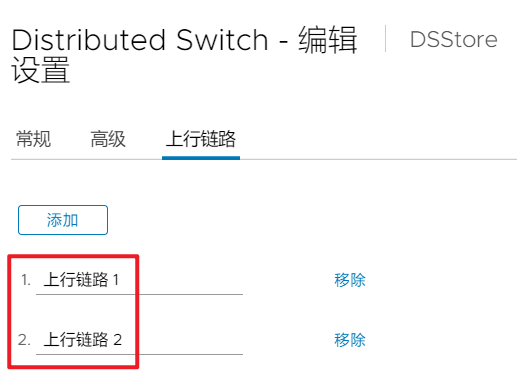 Distributed Switch - 编辑 DSStore
设置
常规 高级 上行链路
添加
1. 上行链路 1 移除
2. 上行链路 2 移除